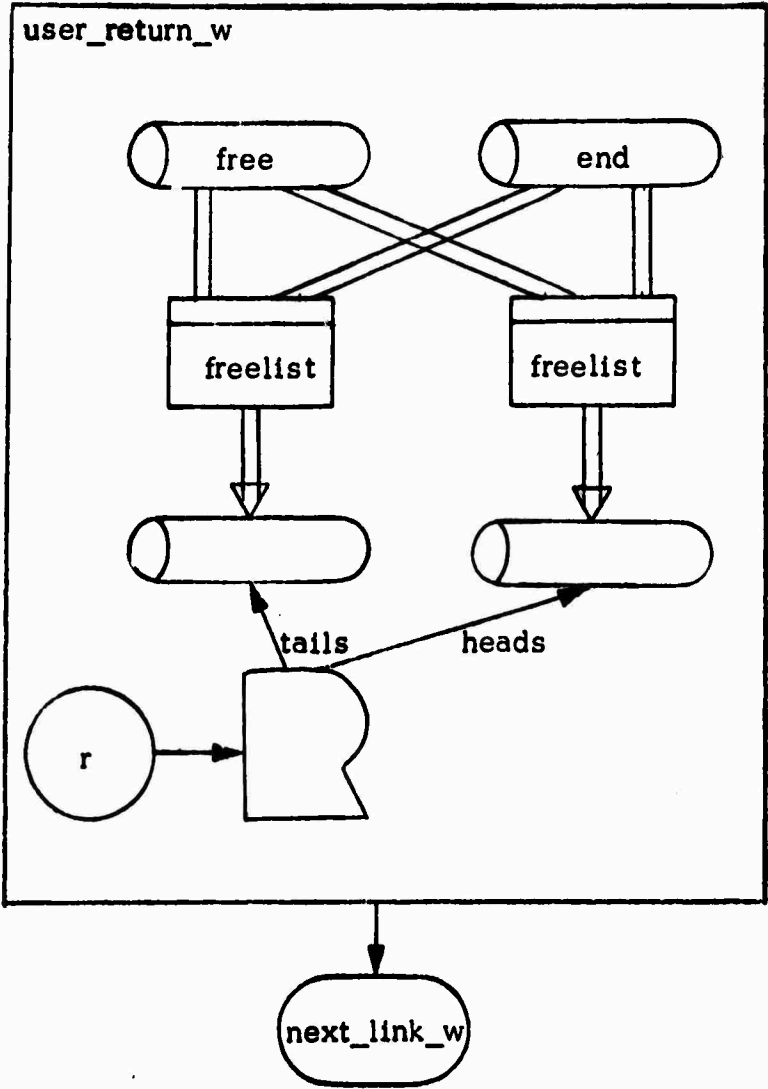 user_return_w
free
end
freelist
freelist
tails
heads
r
next_link_w